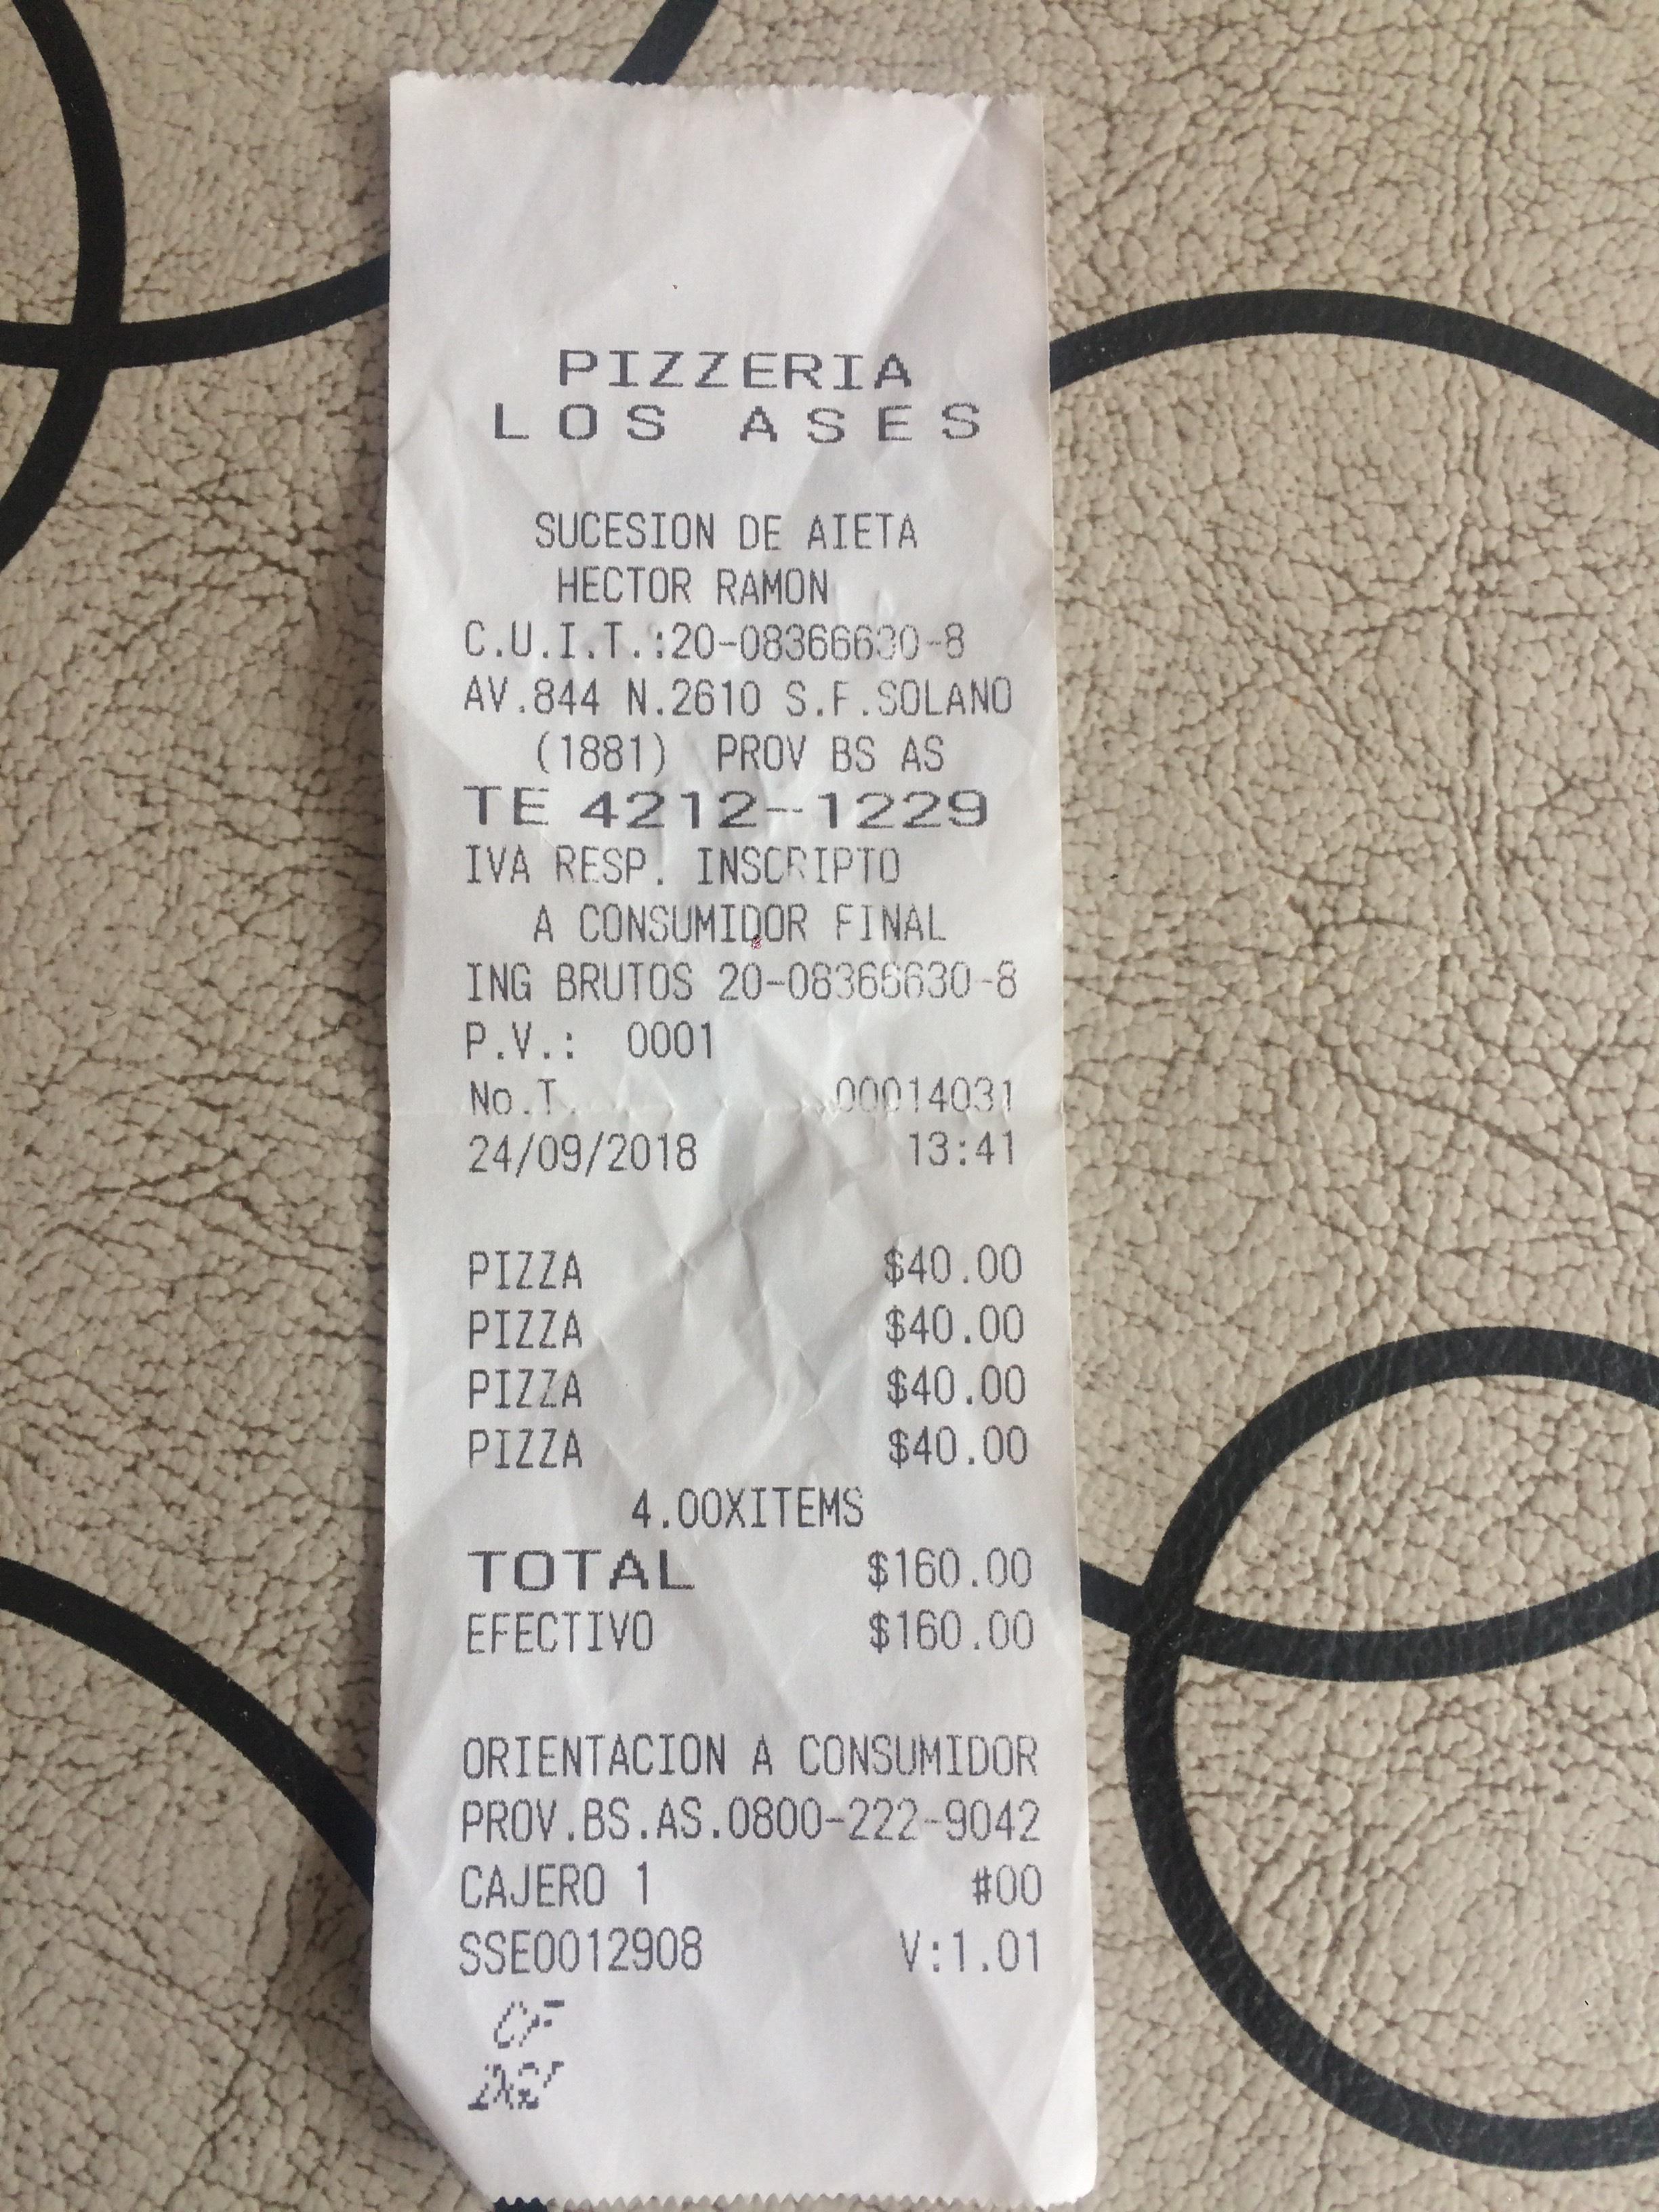 PIZZERIA
LOS ASES
SUCESION DE AIETA
HECTOR RAMON
C.U.I.T.:20-08366630-8
AV.844 N.2610 S.F.SOLANO
(1881) PROV BS AS
TE 4212-1229
IVA RESP. INSCRIPTO
A CONSUMIDOR FINAL
ING BRUTOS 20-08366630-8
P.V.: 0001
No.T. 00014031
24/09/2018 13:41
PIZZA $40.00
PIZZA $40.00
PIZZA $40.00
PIZZA $40.00
4.00XITEMS
TOTAL $160.00
EFECTIVO $160.00
ORIENTACION A CONSUMIDOR
PROV.BS.AS.0800-222-9042
CAJERO 1 #00
SSE0012908 V:1.01